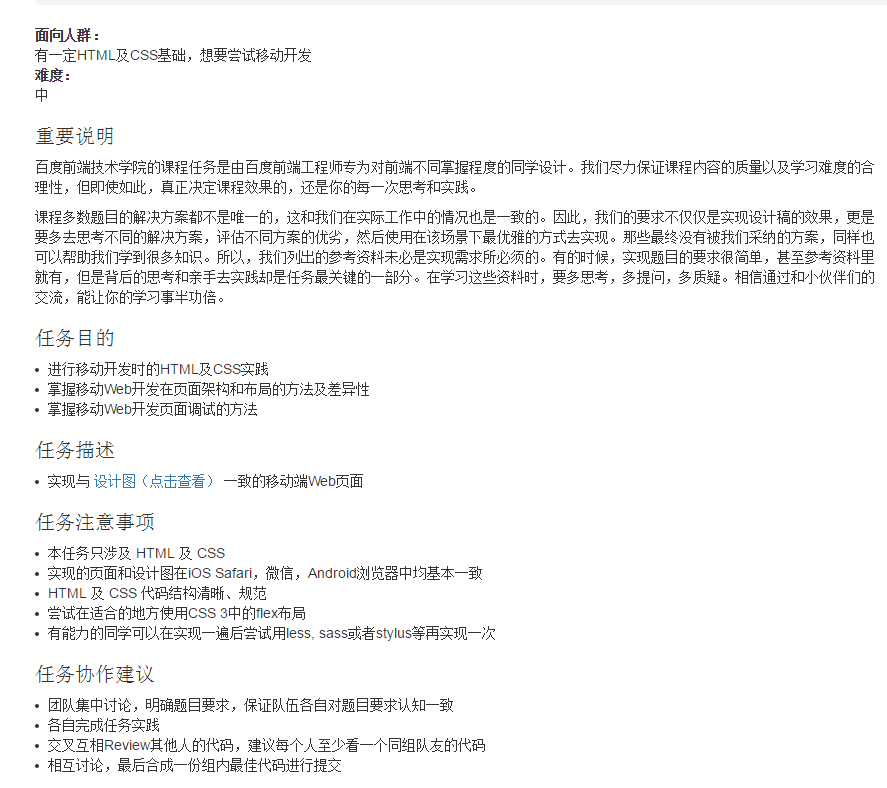 面向人群：
有一定HTML及CSS基础，想要尝试移动开发
难度：
中
重要说明
百度前端技术学院的课程任务是由百度前端工程师专为对前端不同掌握程度的同学设计。我们尽力保证课程内容的质量以及学习难度的合
理性，但即使如此，真正决定课程效果的，还是你的每一次思考和实践。
课程多数题目的解决方案都不是唯一的，这和我们在实际工作中的情况也是一致的。因此，我们的要求不仅仅是实现设计稿的效果，更是
要多去思考不同的解决方案，评估不同方案的优劣，然后使用在该场景下最优雅的方式去实现。那些最终没有被我们采纳的方案，同样也
可以帮助我们学到很多知识。所以，我们列出的参考资料未必是实现需求所必须的。有的时候，实现题目的要求很简单，甚至参考资料里
就有，但是背后的思考和亲手去实践却是任务最关键的一部分。在学习这些资料时，要多思考，多提问，多质疑。相信通过和小伙伴们的
交流，能让你的学习事半功倍。
任务目的
• 进行移动开发时的HTML及CSS实践
• 掌握移动Web开发在页面架构和布局的方法及差异性
• 掌握移动Web开发页面调试的方法
任务描述
• 实现与 设计图（点击查看） 一致的移动端Web页面
任务注意事项
• 本任务只涉及 HTML 及 CSS
• 实现的页面和设计图在iOS Safari，微信，Android浏览器中均基本一致
• HTML 及 CSS 代码结构清晰、规范
• 尝试在适合的地方使用CSS 3中的flex布局
• 有能力的同学可以在实现一遍后尝试用less, sass或者stylus等再实现一次
任务协作建议
• 团队集中讨论，明确题目要求，保证队伍各自对题目要求认知一致
• 各自完成任务实践
• 交叉互相Review其他人的代码，建议每个人至少看一个同组队友的代码
• 相互讨论，最后合成一份组内最佳代码进行提交